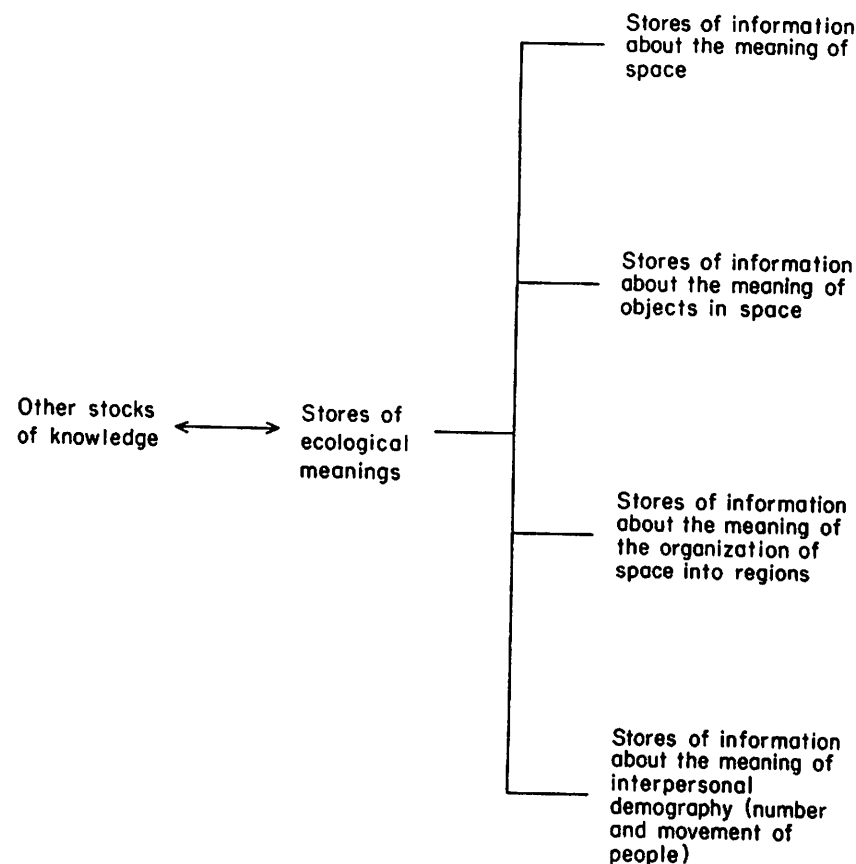 Stores of information
about the meaning of
space
Stores of information
about the meaning of
objects in space
Other stocks
of knowledge
Stores of
ecological
meanings
Stores of information
about the meaning of
the organization of
space into regions
Stores of information
about the meaning of
interpersonal
demography (number
and movement of
people)